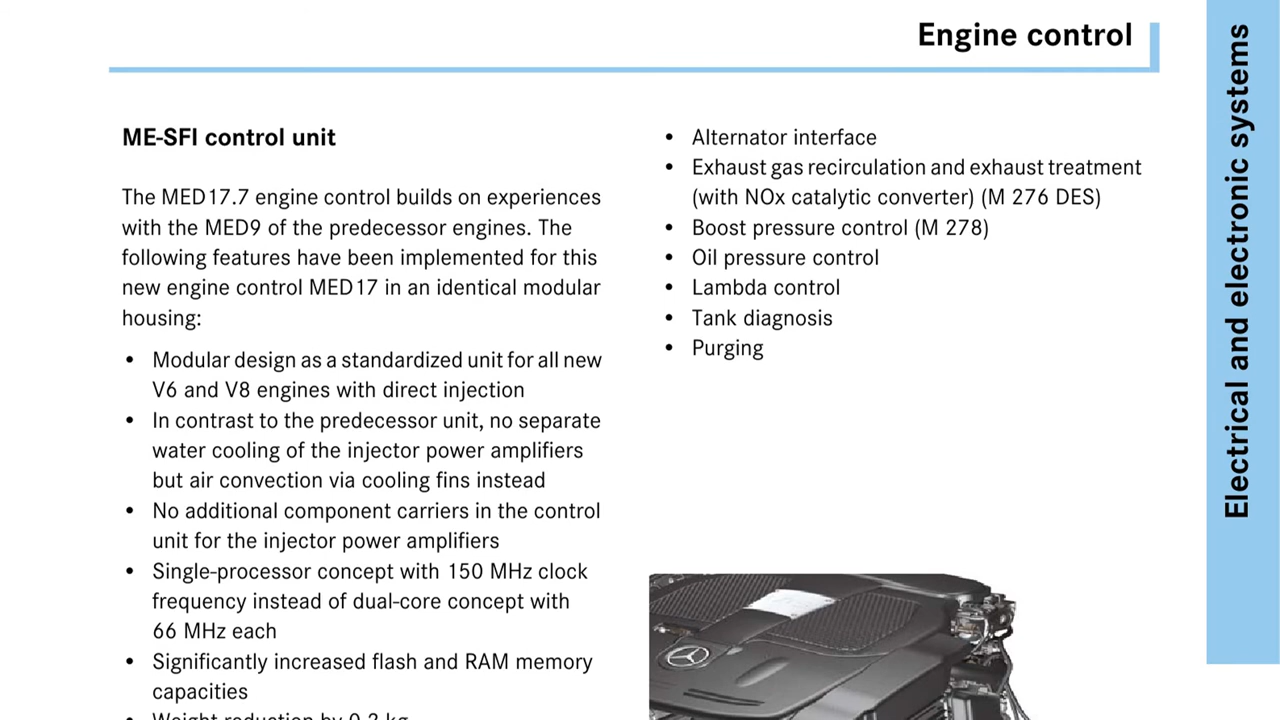 Engine control
Electrical and electronic systems
ME-SFI control unit
The MED17.7 engine control builds on experiences
with the MED9 of the predecessor engines. The
following features have been implemented for this
new engine control MED17 in an identical modular
housing:
• Modular design as a standardized unit for all new
V6 and V8 engines with direct injection
• In contrast to the predecessor unit, no separate
water cooling of the injector power amplifiers
but air convection via cooling fins instead
• No additional component carriers in the control
unit for the injector power amplifiers
• Single-processor concept with 150 MHz clock
frequency instead of dual-core concept with
66 MHz each
• Significantly increased flash and RAM memory
capacities
• Weight reduction by
• Alternator interface
• Exhaust gas recirculation and exhaust treatment
(with NOx catalytic converter) (M 276 DES)
• Boost pressure control (M 278)
• Oil pressure control
• Lambda control
• Tank diagnosis
• Purging